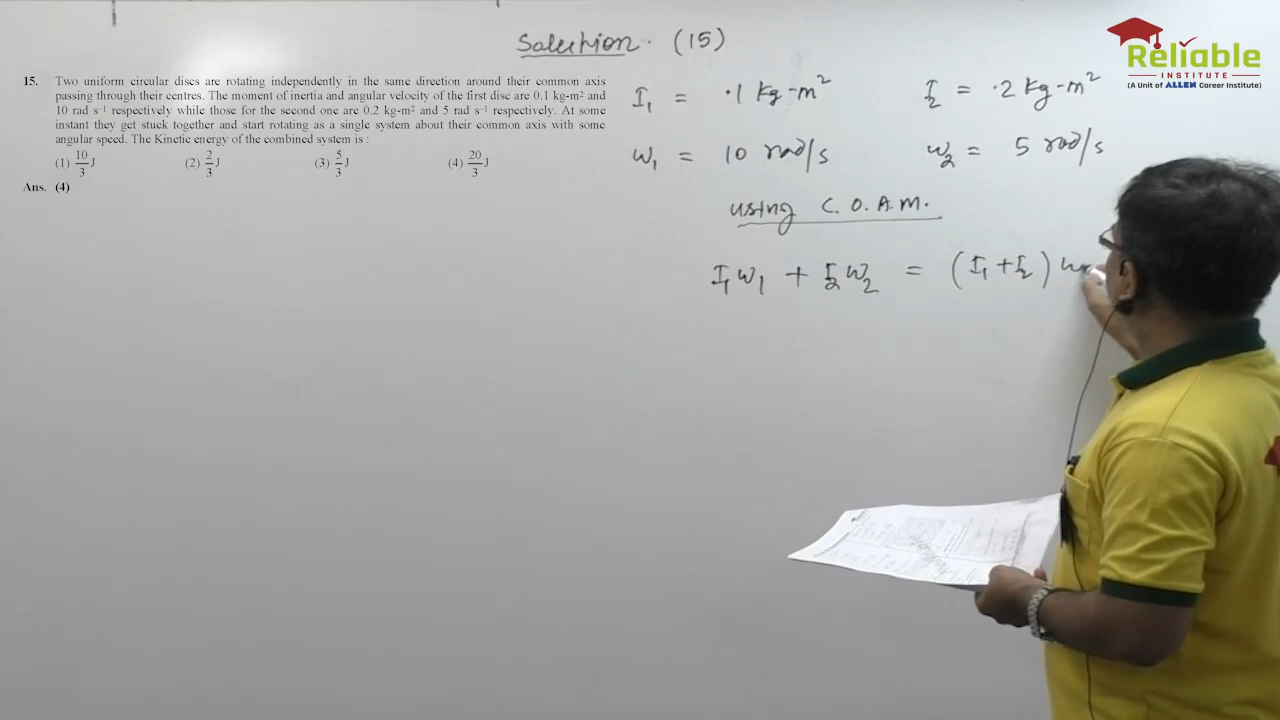 Solution. (15)
Reliable
INSTITUTE
(A Unit of ALLEN Career Institute)
15. Two uniform circular discs are rotating independently in the same direction around their common axis
passing through their centres. The moment of inertia and angular velocity of the first disc are 0.1 kg-m² and
10 rad s⁻¹ respectively while those for the second one are 0.2 kg-m² and 5 rad s⁻¹ respectively. At some
instant they get stuck together and start rotating as a single system about their common axis with some
angular speed. The Kinetic energy of the combined system is :
(1) 10/3 J (2) 2/3 J (3) 5/3 J (4) 20/3 J
Ans. (4)
I₁ = .1 Kg-m² I₂ = .2 Kg-m²
ω₁ = 10 rad/s ω₂ = 5 rad/s
using C.O.A.M.
I₁ω₁ + I₂ω₂ = (I₁+I₂) ω